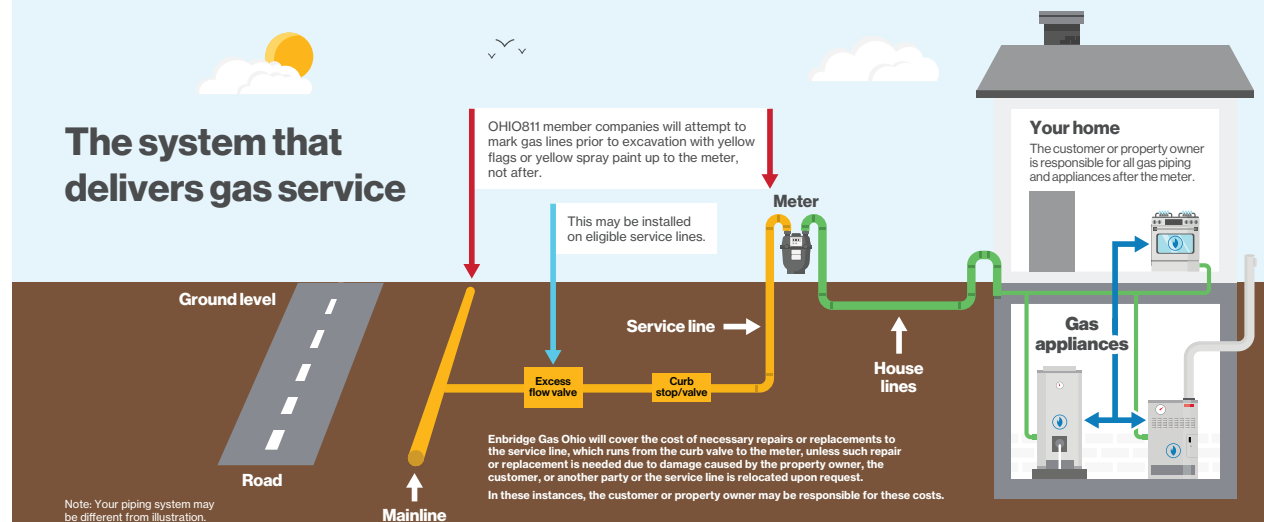 The system that
delivers gas service
OHIO811 member companies will attempt to
mark gas lines prior to excavation with yellow
flags or yellow spray paint up to the meter,
not after.
This may be installed
on eligible service lines.
Meter
Your home
The customer or property owner
is responsible for all gas piping
and appliances after the meter.
Ground level
Service line
Gas
appliances
House
lines
Excess
flow valve
Curb
stop/valve
Enbridge Gas Ohio will cover the cost of necessary repairs or replacements to
the service line, which runs from the curb valve to the meter, unless such repair
or replacement is needed due to damage caused by the property owner, the
customer, or another party or the service line is relocated upon request.
In these instances, the customer or property owner may be responsible for these costs.
Road
Mainline
Note: Your piping system may
be different from illustration.